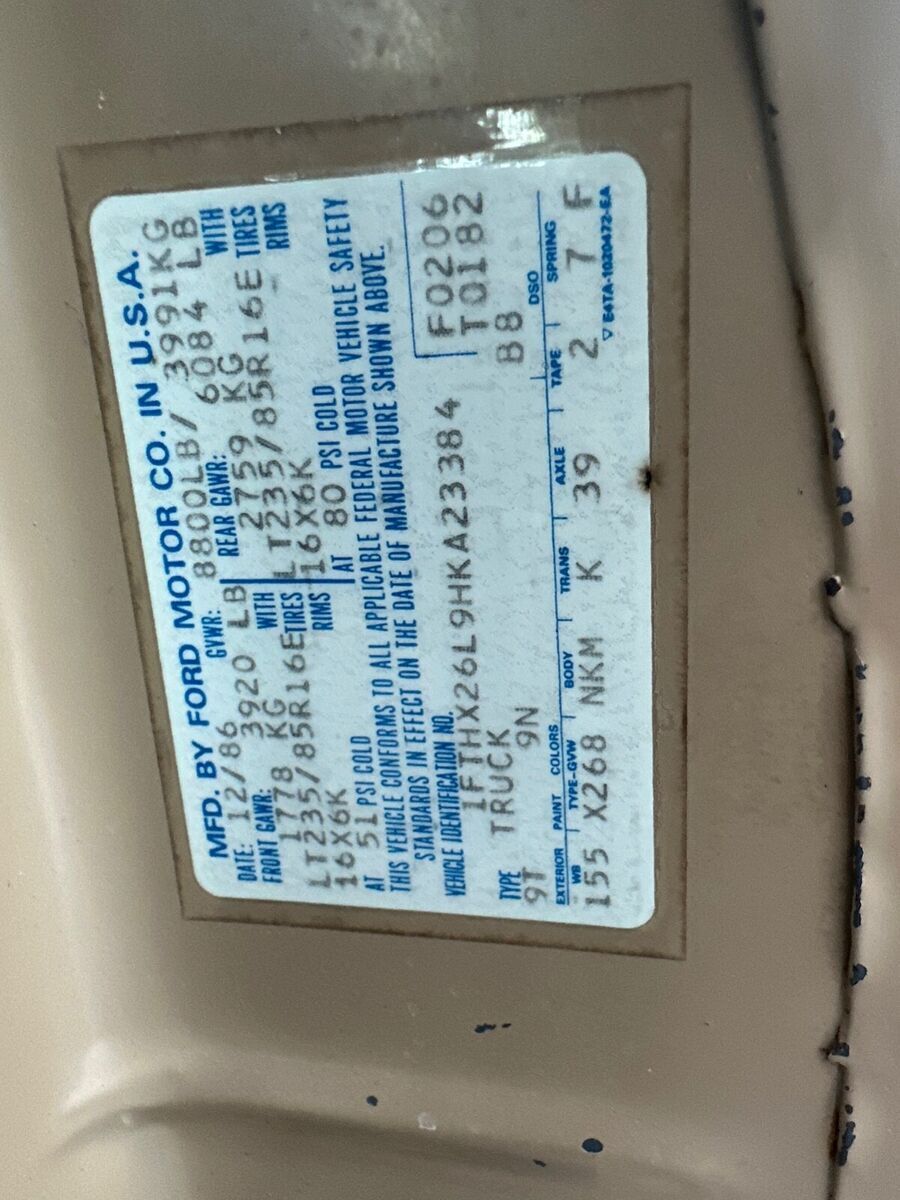 MFD. BY FORD MOTOR CO. IN U.S.A.
DATE: 12/86 GVWR: 8800LB/ 3991KG
FRONT GAWR: 3920 LB REAR GAWR: 6084 LB
1778 KG WITH 2759 KG WITH
LT235/85R16E TIRES LT235/85R16E TIRES
16X6K RIMS 16X6K RIMS
AT 51 PSI COLD AT 80 PSI COLD
THIS VEHICLE CONFORMS TO ALL APPLICABLE FEDERAL MOTOR VEHICLE SAFETY
STANDARDS IN EFFECT ON THE DATE OF MANUFACTURE SHOWN ABOVE.
VEHICLE IDENTIFICATION NO.
1FTHX26L9HKA23384 F0206
TYPE TRUCK T0182
9T 9N B8
EXTERIOR PAINT COLORS DSO
WB TYPE-GVW BODY TRANS AXLE TAPE SPRING
155 X268 NKM K 39 2 7 F
▽ E4TA-1020472-EA